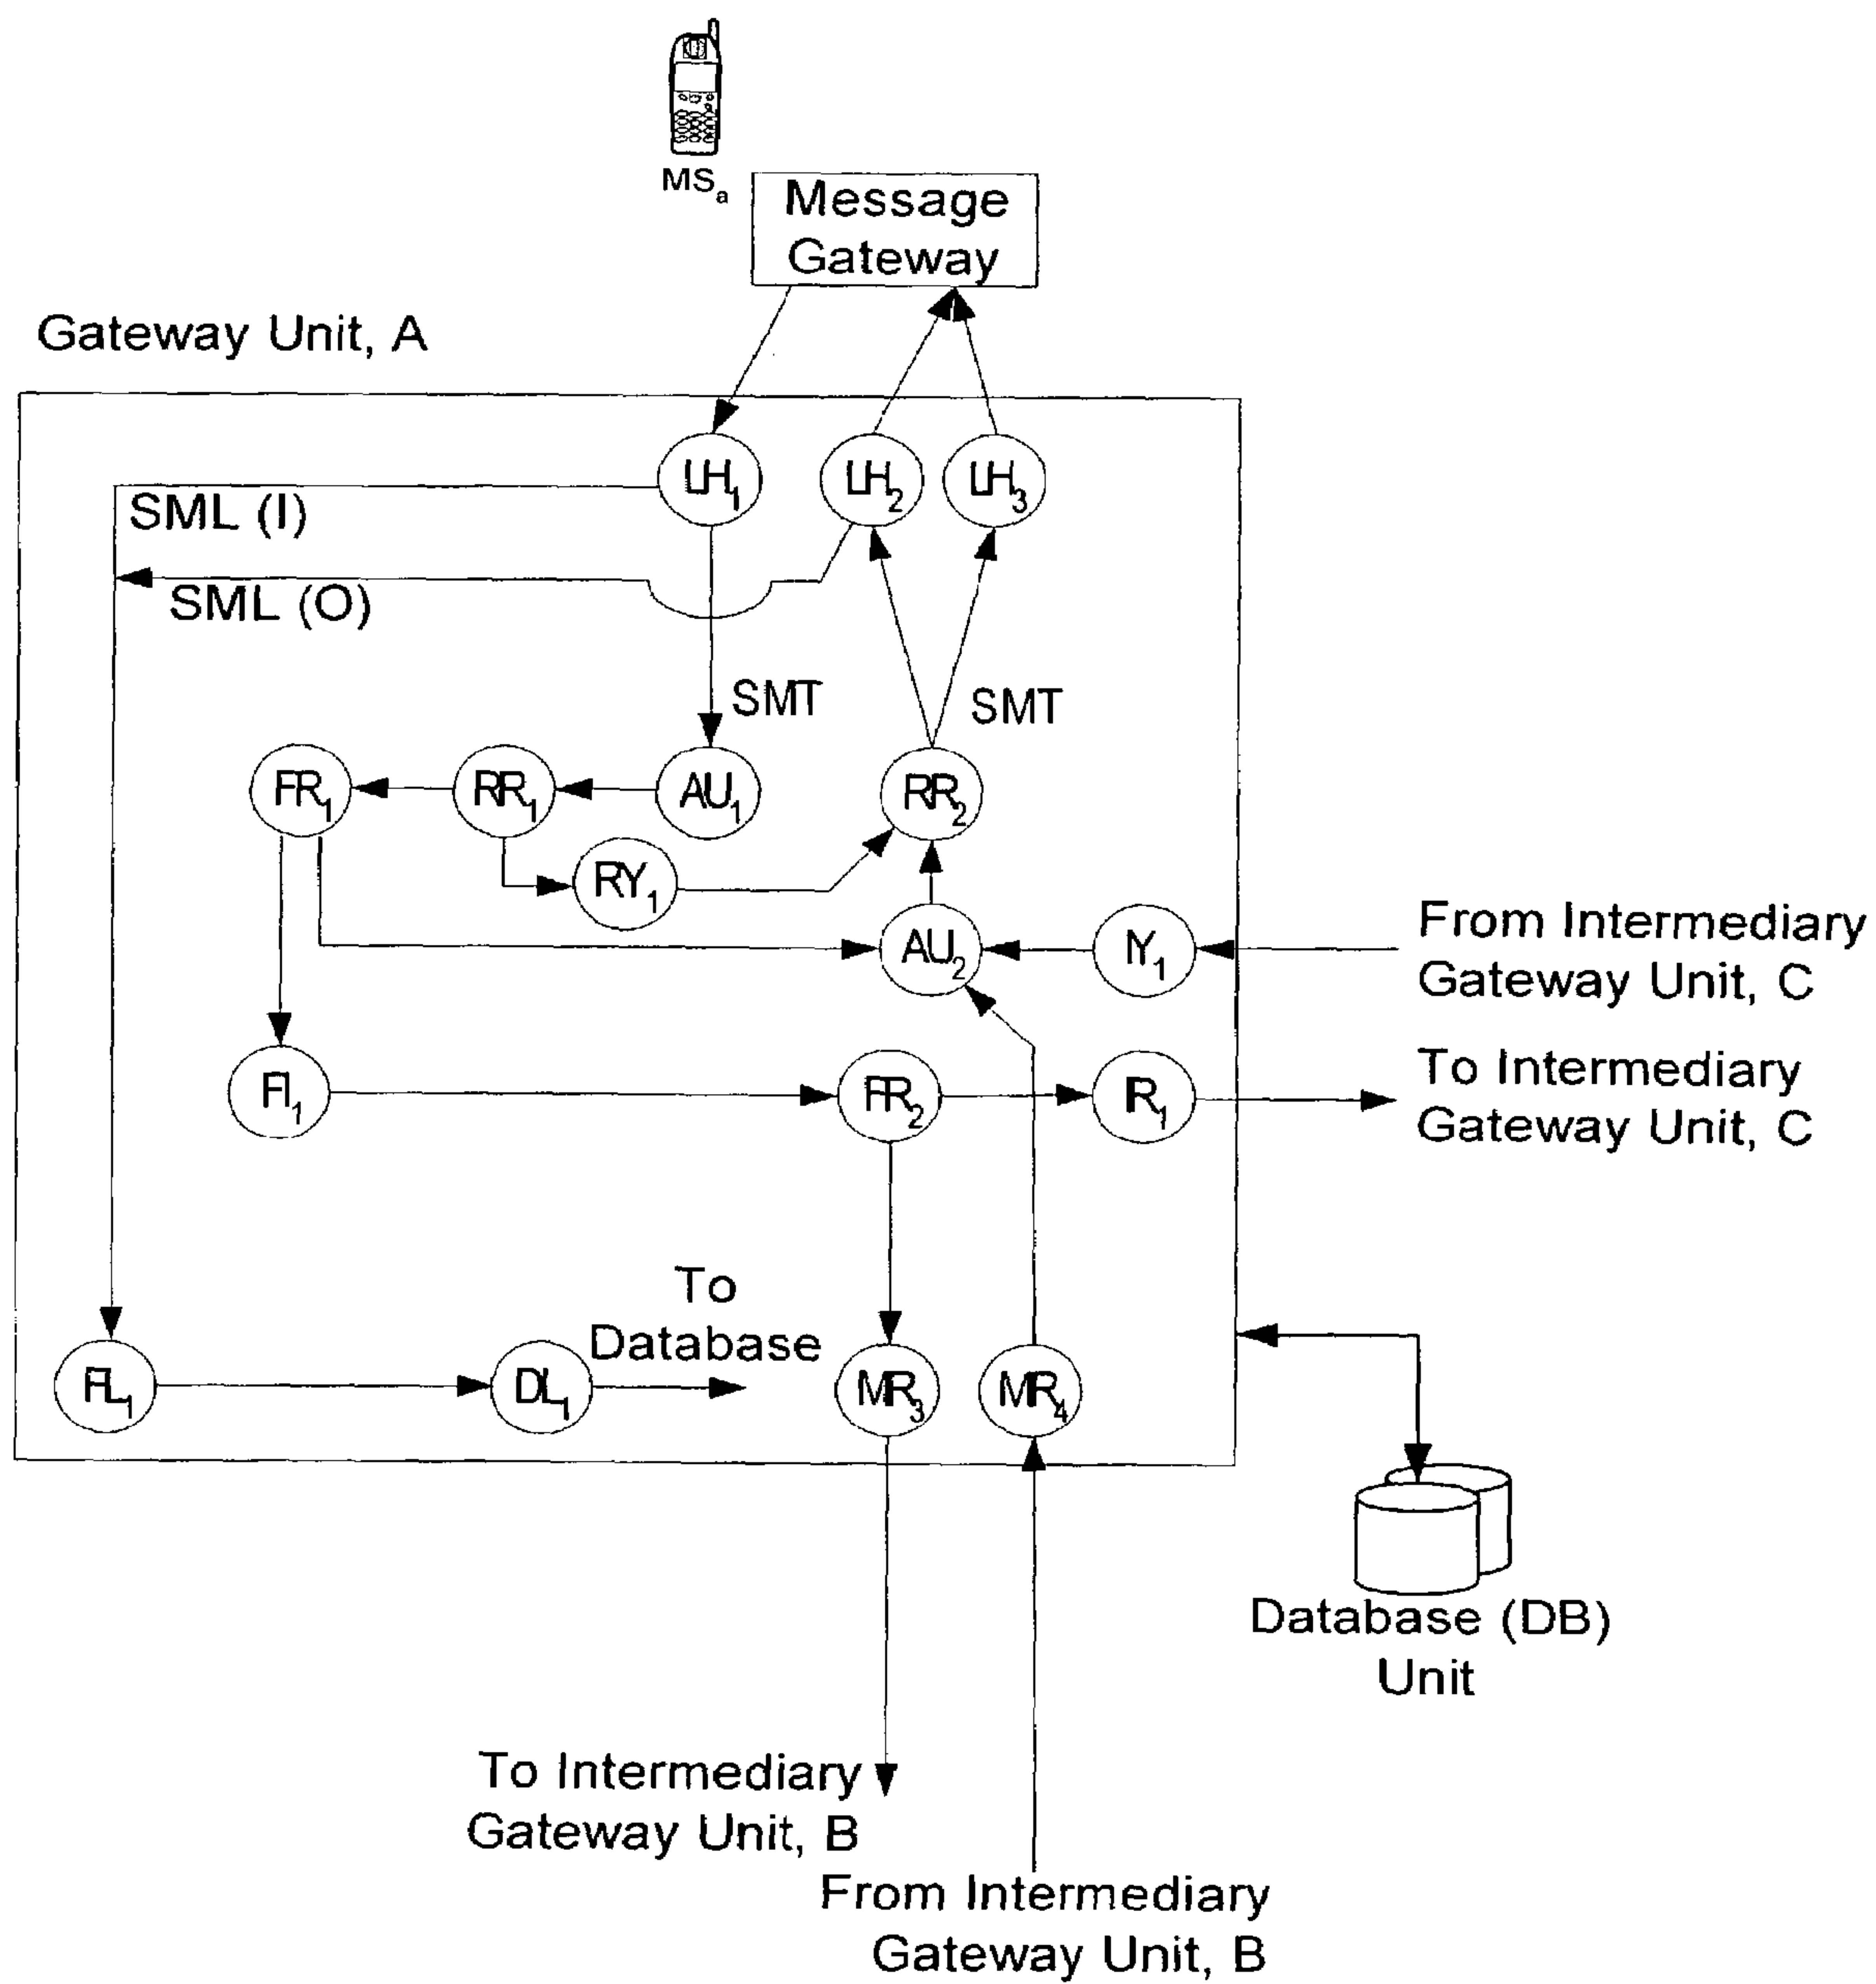 MSa
Message
Gateway
Gateway Unit, A
LH1
LH2
LH3
SML (I)
SML (O)
SMT
SMT
FR1
RR1
AU1
RR2
RY1
AU2
IY1
From Intermediary
Gateway Unit, C
FI1
FR2
IR1
To Intermediary
Gateway Unit, C
To
Database
FL1
DL1
MR3
MR4
Database (DB)
Unit
To Intermediary
Gateway Unit, B
From Intermediary
Gateway Unit, B